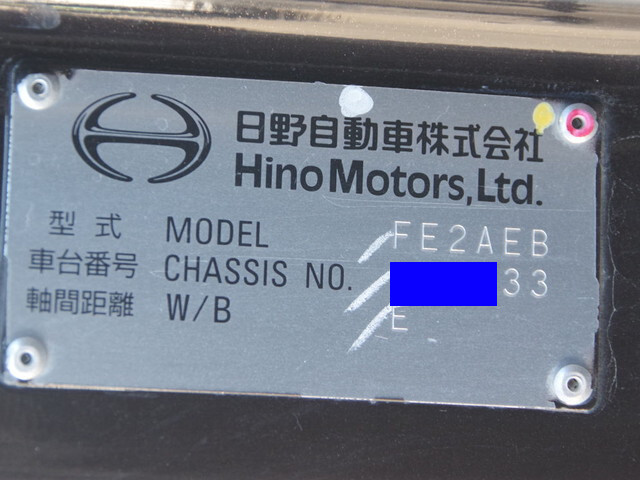 日野自動車株式会社
Hino Motors,Ltd.
型式 MODEL FE2AEB
車台番号 CHASSIS NO. 33
軸間距離 W/B E